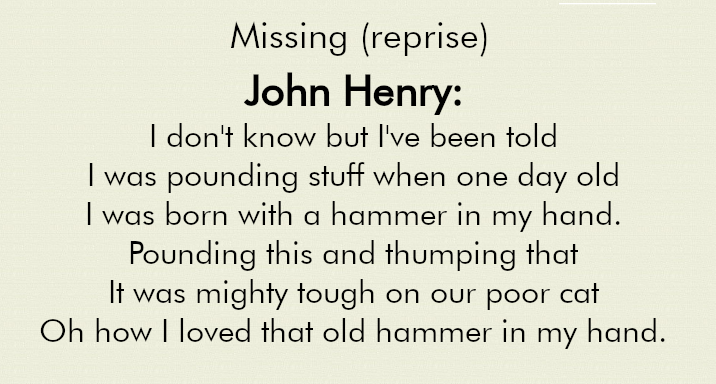 Missing (reprise)
John Henry:
I don't know but I've been told
I was pounding stuff when one day old
I was born with a hammer in my hand.
Pounding this and thumping that
It was mighty tough on our poor cat
Oh how I loved that old hammer in my hand.